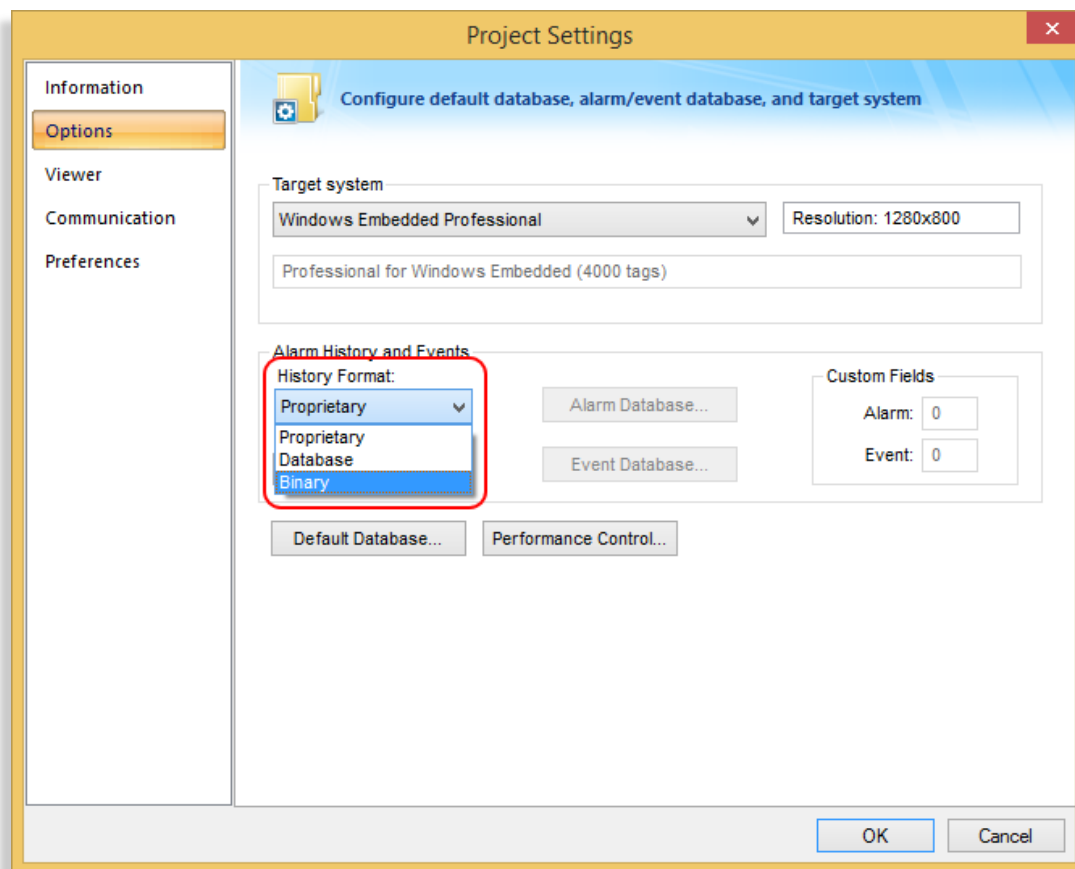 Project Settings
Information
Options
Viewer
Communication
Preferences
Configure default database, alarm/event database, and target system
Target system
Windows Embedded Professional
Resolution: 1280x800
Professional for Windows Embedded (4000 tags)
Alarm History and Events
History Format:
Proprietary
Proprietary
Database
Binary
Alarm Database...
Event Database...
Custom Fields
Alarm: 0
Event: 0
Default Database...
Performance Control...
OK
Cancel